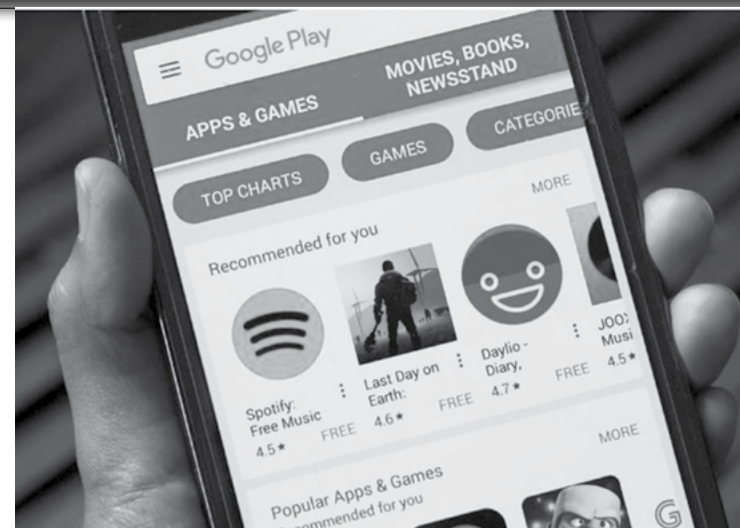 Google Play
APPS & GAMES
MOVIES, BOOKS,
NEWSSTAND
TOP CHARTS
GAMES
CATEGORIE
Recommended for you
MORE
Spotify:
Free Music
4.5★
FREE
Last Day on
Earth:
4.6★
FREE
Daylio -
Diary,
4.7★
FREE
JOOX
Musi
4.5★
Popular Apps & Games
Recommended for you
MORE
G